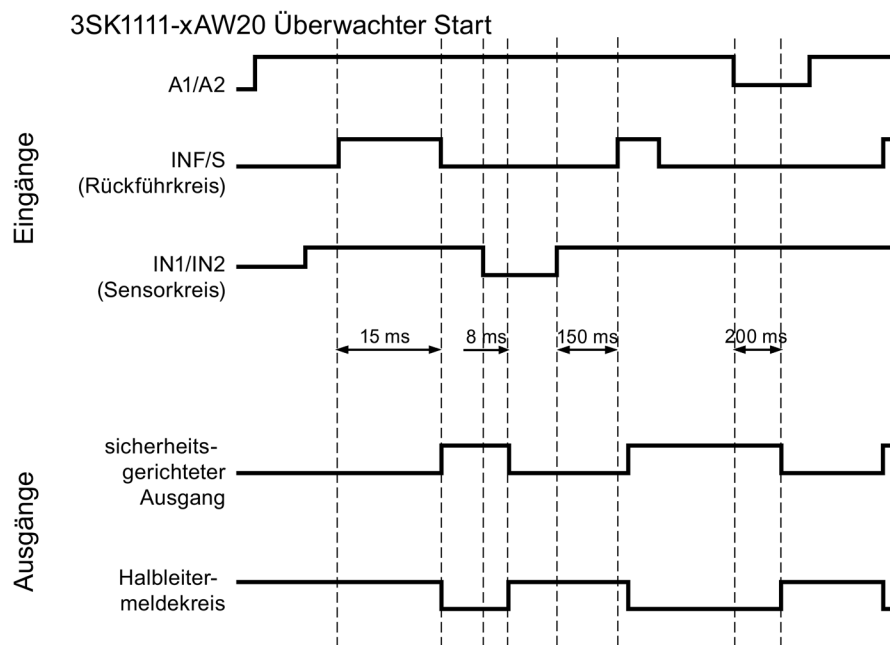 3SK1111-xAW20 Überwachter Start
Eingänge
A1/A2
INF/S
(Rückführkreis)
IN1/IN2
(Sensorkreis)
15 ms
8 ms
150 ms
200 ms
Ausgänge
sicherheits-
gerichteter
Ausgang
Halbleiter-
meldekreis